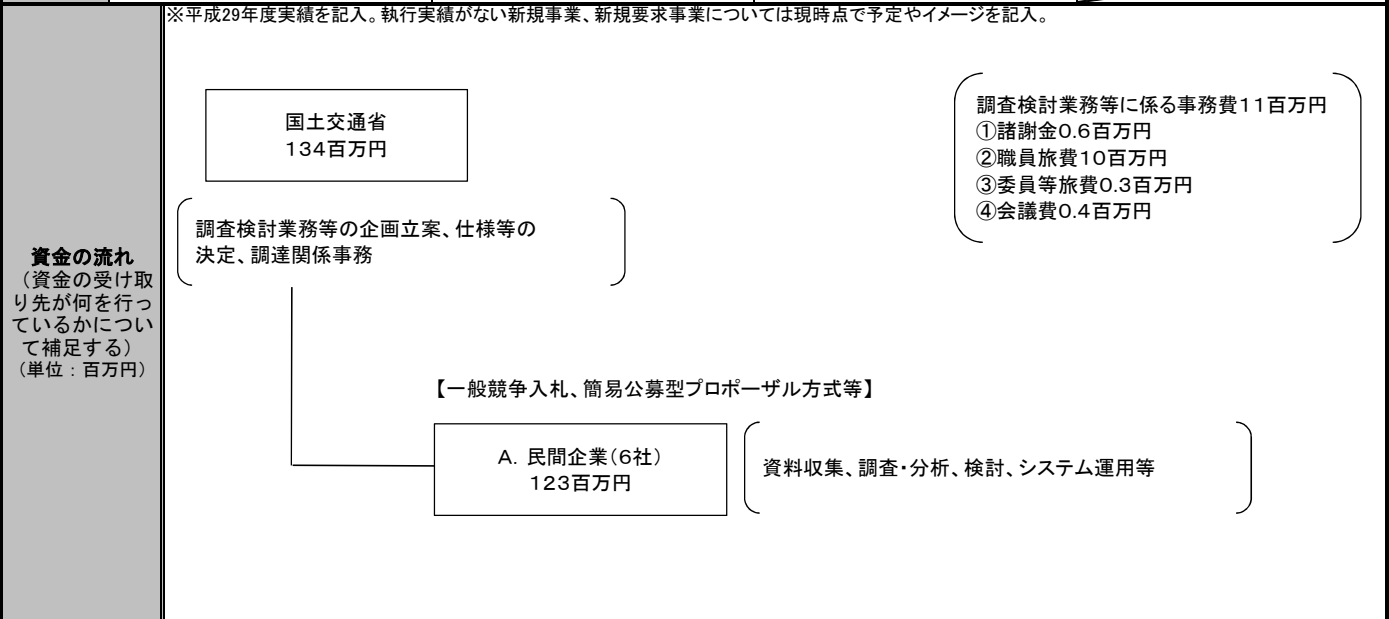 ※平成29年度実績を記入。執行実績がない新規事業、新規要求事業については現時点で予定やイメージを記入。
資金の流れ
(資金の受け取
り先が何を行っ
ているかについ
て補足する)
(単位:百万円)
国土交通省
134百万円
調査検討業務等に係る事務費11百万円
①諸謝金0.6百万円
②職員旅費10百万円
③委員等旅費0.3百万円
④会議費0.4百万円
調査検討業務等の企画立案、仕様等の
決定、調達関係事務
【一般競争入札、簡易公募型プロポーザル方式等】
A.民間企業(6社)
123百万円
資料収集、調査・分析、検討、システム運用等